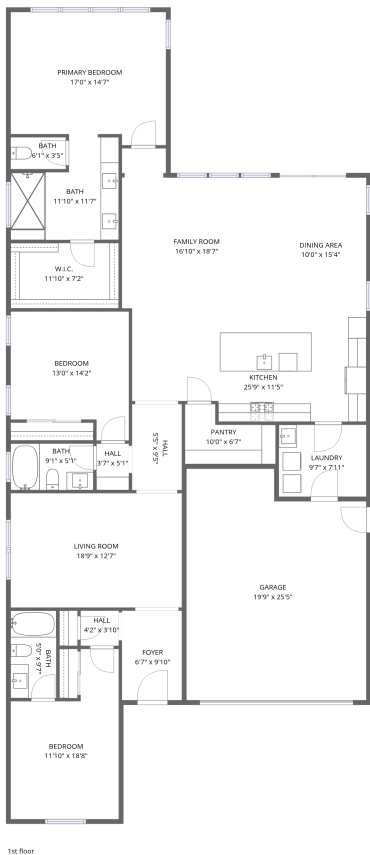 PRIMARY BEDROOM
17'0" x 14'7"
BATH
6'1" x 3'5"
BATH
11'10" x 11'7"
FAMILY ROOM
16'10" x 18'7"
DINING AREA
10'0" x 15'4"
W.I.C.
11'10" x 7'2"
BEDROOM
13'0" x 14'2"
KITCHEN
25'9" x 11'5"
HALL
5'5" x 9'5"
PANTRY
10'0" x 6'7"
BATH
9'1" x 5'1"
HALL
3'7" x 5'1"
LAUNDRY
9'7" x 7'11"
LIVING ROOM
18'9" x 12'7"
GARAGE
19'9" x 25'5"
HALL
4'2" x 3'10"
BATH
5'0" x 9'7"
FOYER
6'7" x 9'10"
BEDROOM
11'10" x 18'8"
1st floor